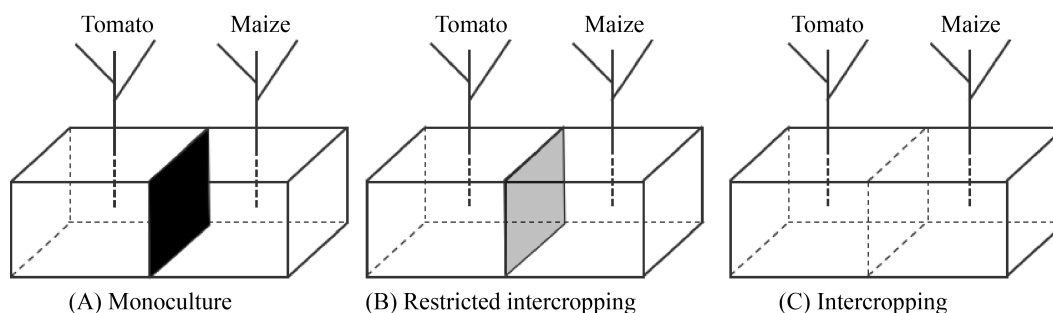 Tomato Maize Tomato Maize Tomato Maize
(A) Monoculture (B) Restricted intercropping (C) Intercropping